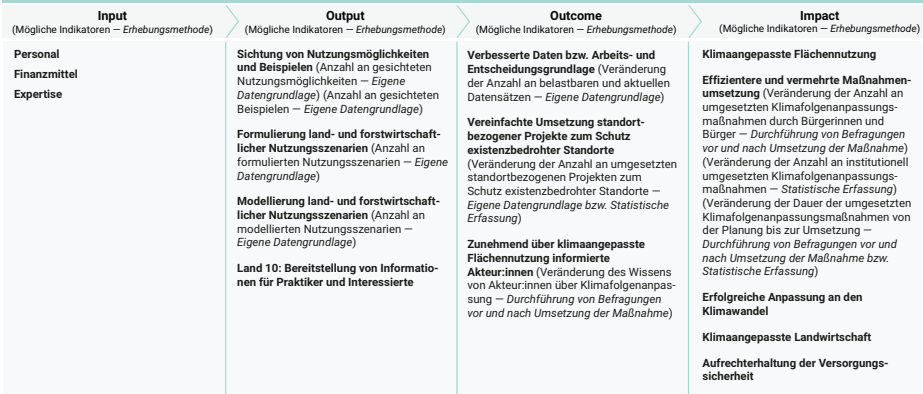 Input
(Mögliche Indikatoren — Erhebungsmethode)
Personal
Finanzmittel
Expertise
Output
(Mögliche Indikatoren — Erhebungsmethode)
Sichtung von Nutzungsmöglichkeiten
und Beispielen (Anzahl an gesichteten
Nutzungsmöglichkeiten — Eigene
Datengrundlage) (Anzahl an gesichteten
Beispielen — Eigene Datengrundlage)
Formulierung land- und forstwirtschaft-
licher Nutzungsszenarien (Anzahl an
formulierten Nutzungsszenarien — Eigene
Datengrundlage)
Modellierung land- und forstwirtschaft-
licher Nutzungsszenarien (Anzahl an
modellierten Nutzungsszenarien —
Eigene Datengrundlage)
Land 10: Bereitstellung von Informatio-
nen für Praktiker und Interessierte
Outcome
(Mögliche Indikatoren — Erhebungsmethode)
Verbesserte Daten bzw. Arbeits- und
Entscheidungsgrundlage (Veränderung
der Anzahl an belastbaren und aktuellen
Datensätzen — Eigene Datengrundlage)
Vereinfachte Umsetzung standort-
bezogener Projekte zum Schutz
existenzbedrohter Standorte
(Veränderung der Anzahl an umgesetzten
standortbezogenen Projekten zum
Schutz existenzbedrohter Standorte —
Eigene Datengrundlage bzw. Statistische
Erfassung)
Zunehmend über klimaangepasste
Flächennutzung informierte
Akteur:innen (Veränderung des Wissens
von Akteur:innen über Klimafolgenanpas-
sung — Durchführung von Befragungen
vor und nach Umsetzung der Maßnahme)
Impact
(Mögliche Indikatoren — Erhebungsmethode)
Klimaangepasste Flächennutzung
Effizientere und vermehrte Maßnahmen-
umsetzung (Veränderung der Anzahl an
umgesetzten Klimafolgenanpassungs-
maßnahmen durch Bürgerinnen und
Bürger — Durchführung von Befragungen
vor und nach Umsetzung der Maßnahme)
(Veränderung der Anzahl an institutionell
umgesetzten Klimafolgenanpassungs-
maßnahmen — Statistische Erfassung)
(Veränderung der Dauer der umgesetzten
Klimafolgenanpassungsmaßnahmen von
der Planung bis zur Umsetzung —
Durchführung von Befragungen vor und
nach Umsetzung der Maßnahme bzw.
Statistische Erfassung)
Erfolgreiche Anpassung an den
Klimawandel
Klimaangepasste Landwirtschaft
Aufrechterhaltung der Versorgungs-
sicherheit